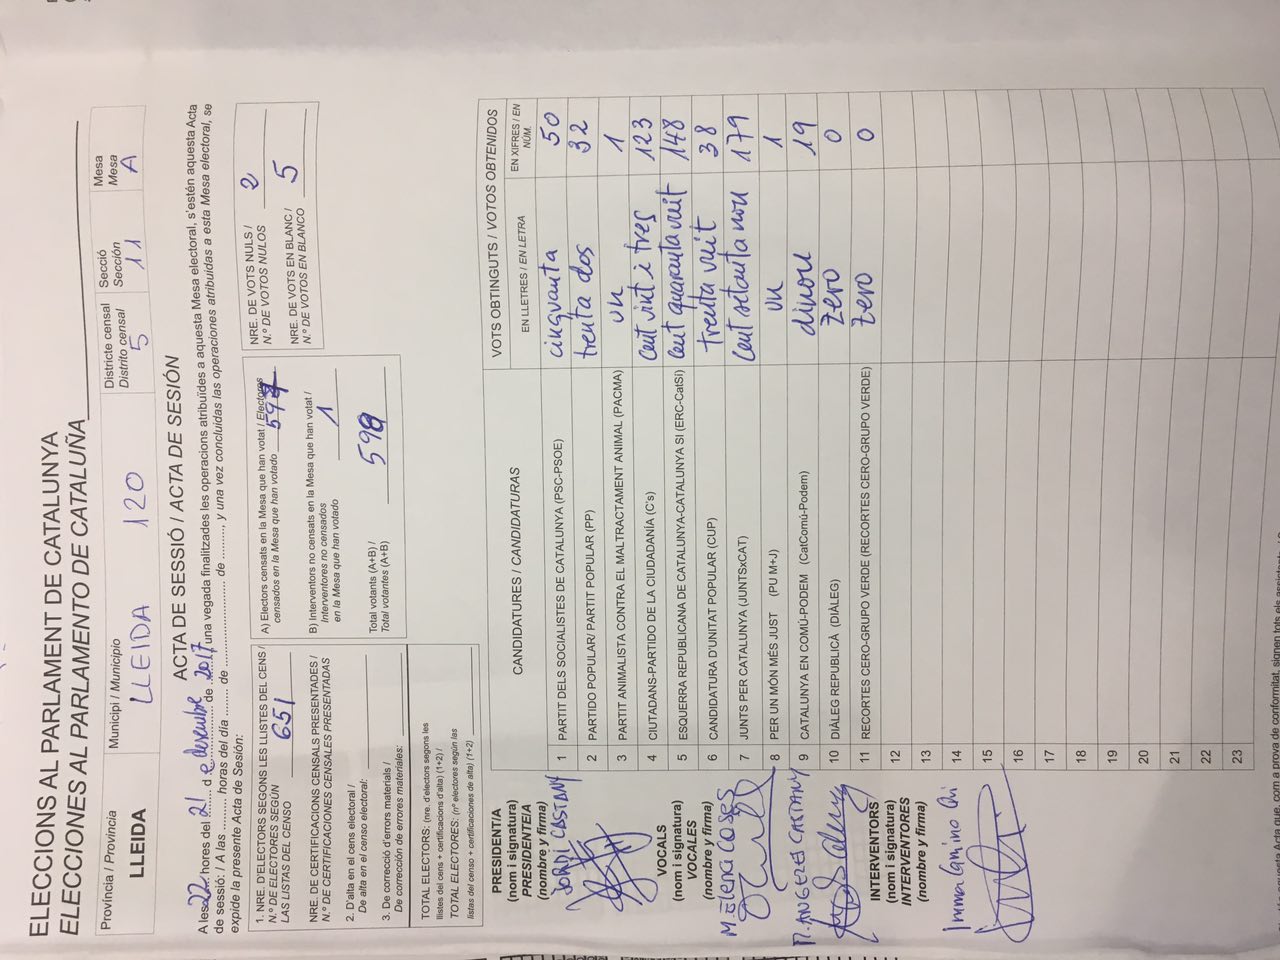 ELECCIONS AL PARLAMENT DE CATALUNYA
ELECCIONES AL PARLAMENTO DE CATALUÑA
Província / Provincia
LLEIDA
Municipi / Municipio
LLEIDA 120
Districte censal
Distrito censal
5
Secció
Sección
11
Mesa
Mesa
A
ACTA DE SESSIÓ / ACTA DE SESIÓN
A les 22 hores del 21 d e desembre de 2017, una vegada finalitzades les operacions atribuïdes a aquesta Mesa electoral, s'estén aquesta Acta
de sessió: / A las ........ horas del día ........ de ........................ de ........, y una vez concluidas las operaciones atribuidas a esta Mesa electoral, se
expide la presente Acta de Sesión:
1. NRE. D'ELECTORS SEGONS LES LLISTES DEL CENS /
N.º DE ELECTORES SEGÚN
LAS LISTAS DEL CENSO 651
NRE. DE CERTIFICACIONS CENSALS PRESENTADES /
N.º DE CERTIFICACIONES CENSALES PRESENTADAS
2. D'alta en el cens electoral /
De alta en el censo electoral:
3. De correcció d'errors materials /
De corrección de errores materiales:
TOTAL ELECTORS: (nre. d'electors segons les
llistes del cens + certificacions d'alta) (1+2) /
TOTAL ELECTORES: (nº electores según las
listas del censo + certificaciones de alta) (1+2)
A) Electors censats en la Mesa que han votat / Electores
censados en la Mesa que han votado 597
B) Interventors no censats en la Mesa que han votat /
Interventores no censados
en la Mesa que han votado 1
Total votants (A+B) /
Total votantes (A+B) 598
NRE. DE VOTS NULS /
N.º DE VOTOS NULOS 2
NRE. DE VOTS EN BLANC /
N.º DE VOTOS EN BLANCO 5
PRESIDENTIA
(nom i signatura)
PRESIDENTEIA
(nombre y firma)
JORDI CASTANY
VOCALS
(nom i signatura)
VOCALES
(nombre y firma)
M. ELENA COSES
M. ANGELES CASTANY
INTERVENTORS
(nom i signatura)
INTERVENTORES
(nombre y firma)
Imma
CANDIDATURES / CANDIDATURAS
VOTS OBTINGUTS / VOTOS OBTENIDOS
EN LLETRES / EN LETRA
EN XIFRES / EN NÚM.
1 PARTIT DELS SOCIALISTES DE CATALUNYA (PSC-PSOE) cinquanta 50
2 PARTIDO POPULAR/ PARTIT POPULAR (PP) trenta dos 32
3 PARTIT ANIMALISTA CONTRA EL MALTRACTAMENT ANIMAL (PACMA) un 1
4 CIUTADANS-PARTIDO DE LA CIUDADANÍA (C's) cent vint i tres 123
5 ESQUERRA REPUBLICANA DE CATALUNYA-CATALUNYA SI (ERC-CatSI) cent quaranta vuit 148
6 CANDIDATURA D'UNITAT POPULAR (CUP) trenta vuit 38
7 JUNTS PER CATALUNYA (JUNTSxCAT) cent setanta nou 179
8 PER UN MÓN MÉS JUST (PU M+J) un 1
9 CATALUNYA EN COMÚ-PODEM (CatComú-Podem) dinou 19
10 DIÀLEG REPUBLICÀ (DIÀLEG) zero 0
11 RECORTES CERO-GRUPO VERDE (RECORTES CERO-GRUPO VERDE) zero 0
12
13
14
15
16
17
18
19
20
21
22
23